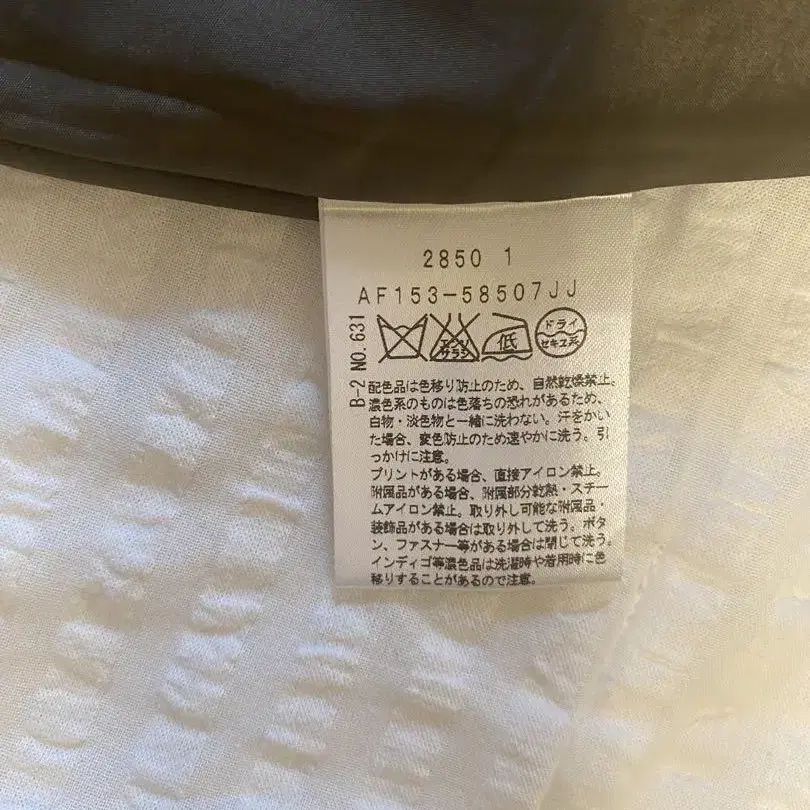 2850 1
AF153-58507JJ
B-2 NO.631
エンソ
サラシ
低
ドライ
セキユ系
配色品は色移り防止のため、自然乾燥禁止。
濃色系のものは色落ちの恐れがあるため、
白物・淡色物と一緒に洗わない。汗をかい
た場合、変色防止のため速やかに洗う。引
っかけに注意。
プリントがある場合、直接アイロン禁止。
附属品がある場合、附属部分乾熱・スチー
ムアイロン禁止。取り外し可能な附属品・
装飾品がある場合は取り外して洗う。ボタ
ン、ファスナー等がある場合は閉じて洗う。
インディゴ等濃色品は洗濯時や着用時に色
移りすることがあるので注意。